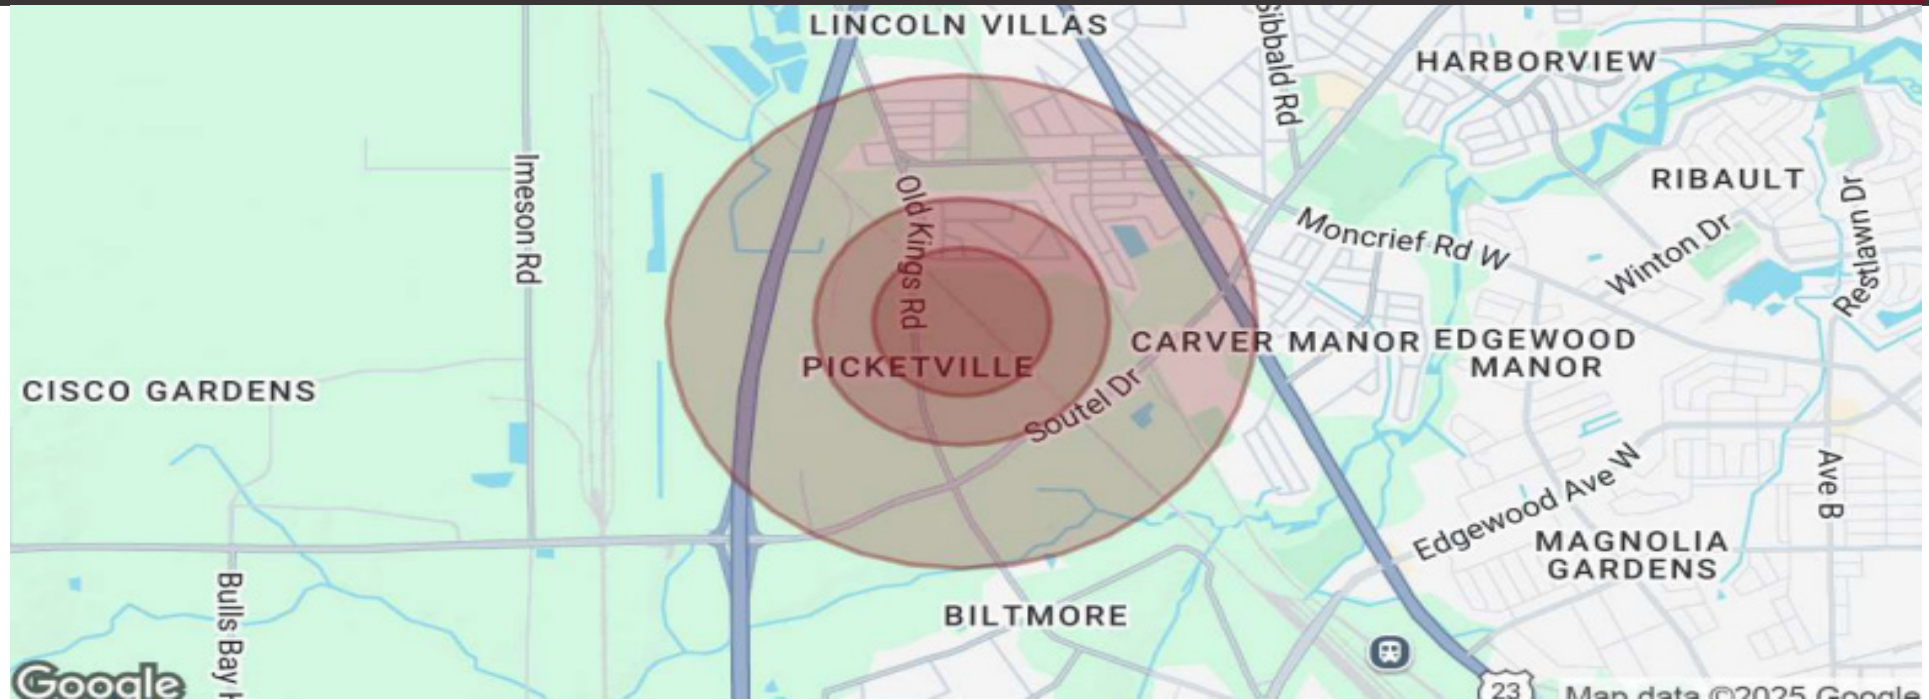 LINCOLN VILLAS
Sibbald Rd
HARBORVIEW
Imeson Rd
Old Kings Rd
RIBAULT
Restlawn Dr
Moncrief Rd W
Winton Dr
PICKETVILLE
CARVER MANOR
EDGEWOOD
MANOR
CISCO GARDENS
Soutel Dr
Edgewood Ave W
Ave B
MAGNOLIA
GARDENS
Bulls Bay
BILTMORE
Google
23
Map data ©2025 Google